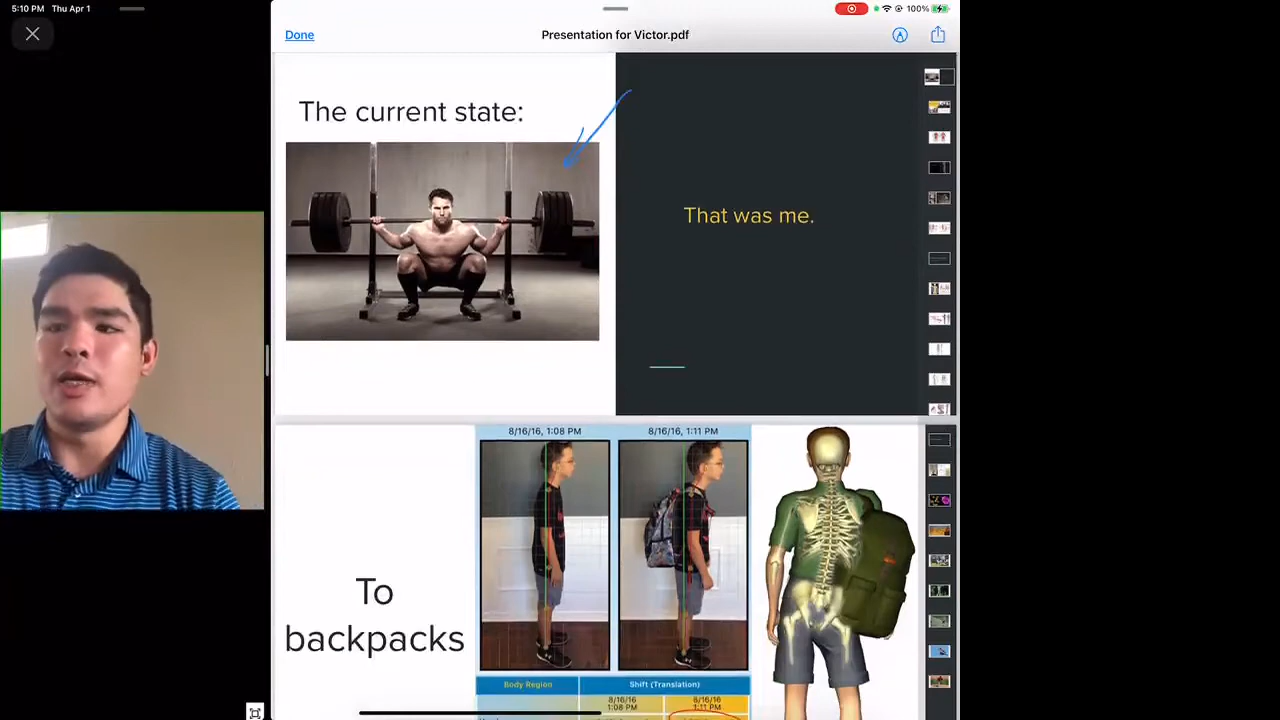 5:10 PM Thu Apr 1
100%
Done
Presentation for Victor.pdf
The current state:
That was me.
8/16/16, 1:08 PM
8/16/16, 1:11 PM
To
backpacks
Body Region
Shift (Translation)
8/16/16
1:08 PM
8/16/16
1:11 PM